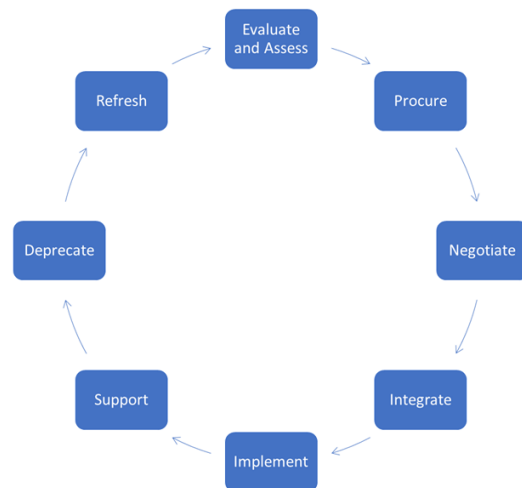 Evaluate
and Assess
Procure
Negotiate
Integrate
Implement
Support
Deprecate
Refresh